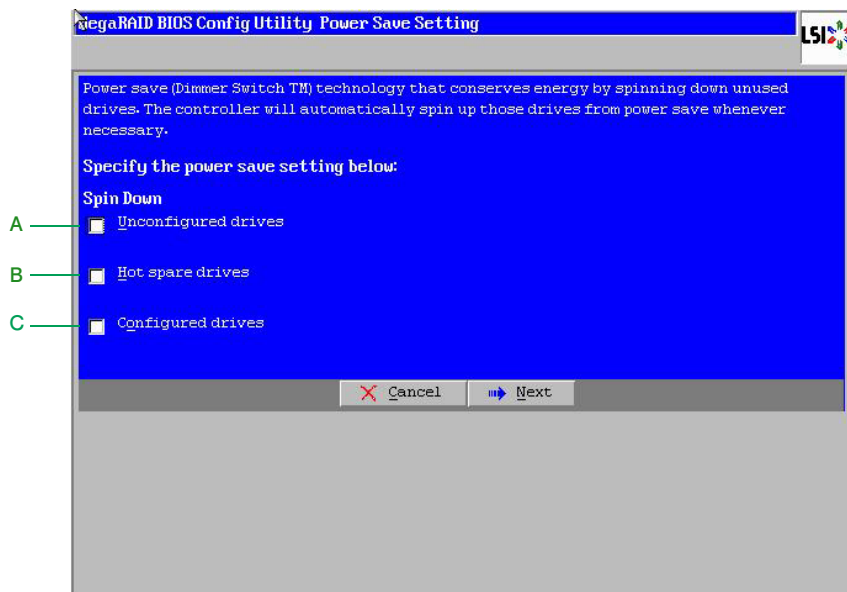 MegaRAID BIOS Config Utility Power Save Setting
LSI
Power save (Dimmer Switch TM) technology that conserves energy by spinning down unused
drives. The controller will automatically spin up those drives from power save whenever
necessary.
Specify the power save setting below:
Spin Down
A
Unconfigured drives
B
Hot spare drives
C
Configured drives
Cancel
Next